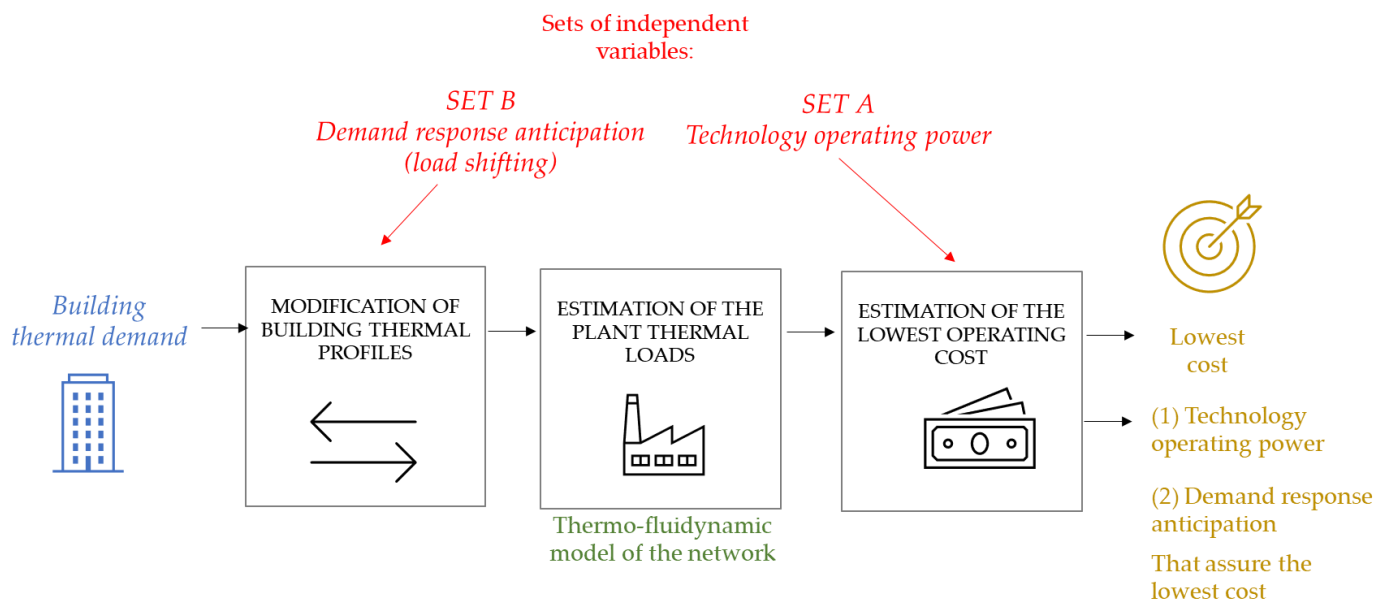 Sets of independent
variables:
SET B
Demand response anticipation
(load shifting)
SET A
Technology operating power
Building
thermal demand
MODIFICATION OF
BUILDING THERMAL
PROFILES
ESTIMATION OF THE
PLANT THERMAL
LOADS
Thermo-fluidynamic
model of the network
ESTIMATION OF THE
LOWEST OPERATING
COST
Lowest
cost
(1) Technology
operating power
(2) Demand response
anticipation
That assure the
lowest cost